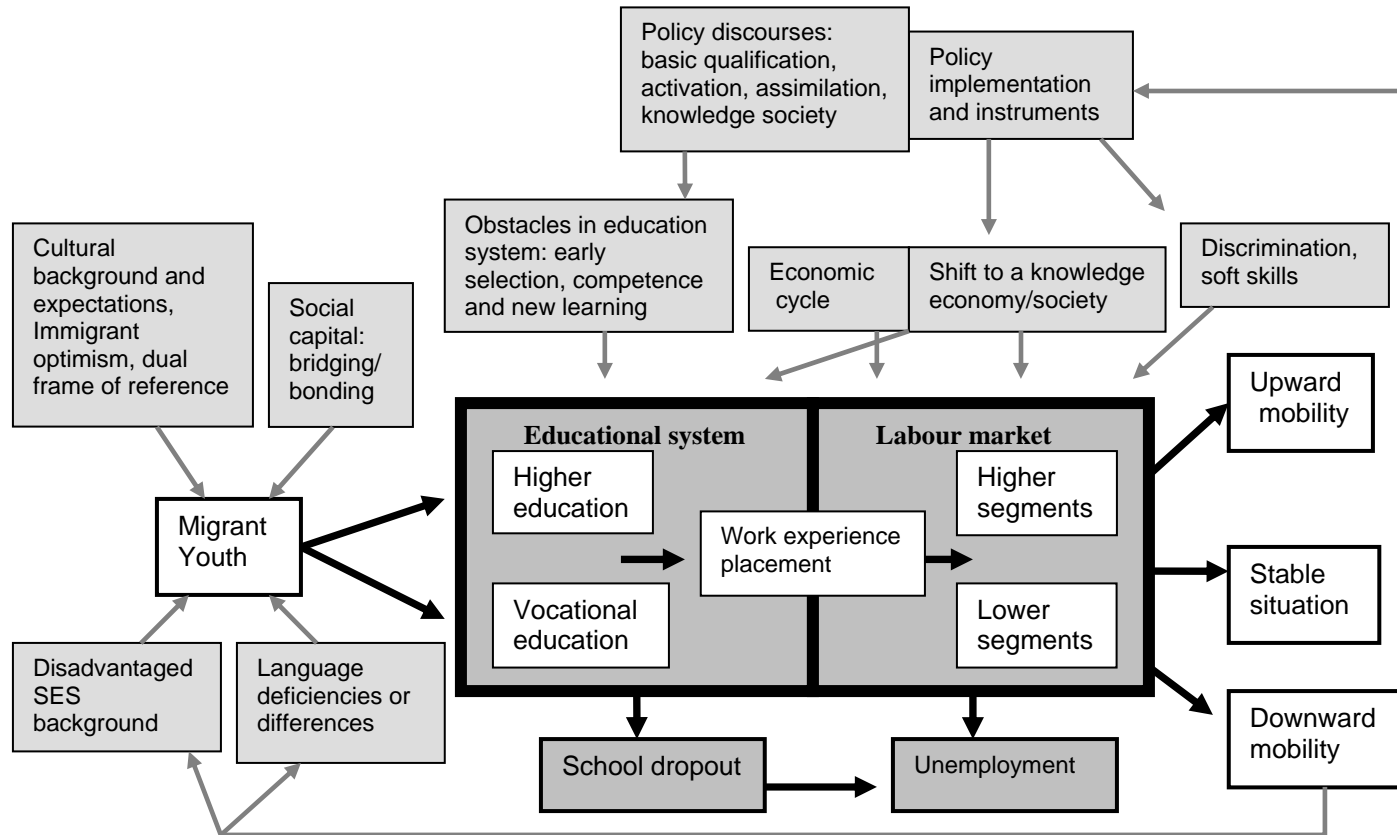 Policy discourses:
basic qualification,
activation, assimilation,
knowledge society
Policy
implementation
and instruments
Cultural
background and
expectations,
Immigrant
optimism, dual
frame of reference
Social
capital:
bridging/
bonding
Obstacles in education
system: early
selection, competence
and new learning
Economic
cycle
Shift to a knowledge
economy/society
Discrimination,
soft skills
Migrant
Youth
Disadvantaged
SES
background
Language
deficiencies or
differences
Educational system
Higher
education
Vocational
education
Work experience
placement
Labour market
Higher
segments
Lower
segments
School dropout
Unemployment
Upward
mobility
Stable
situation
Downward
mobility